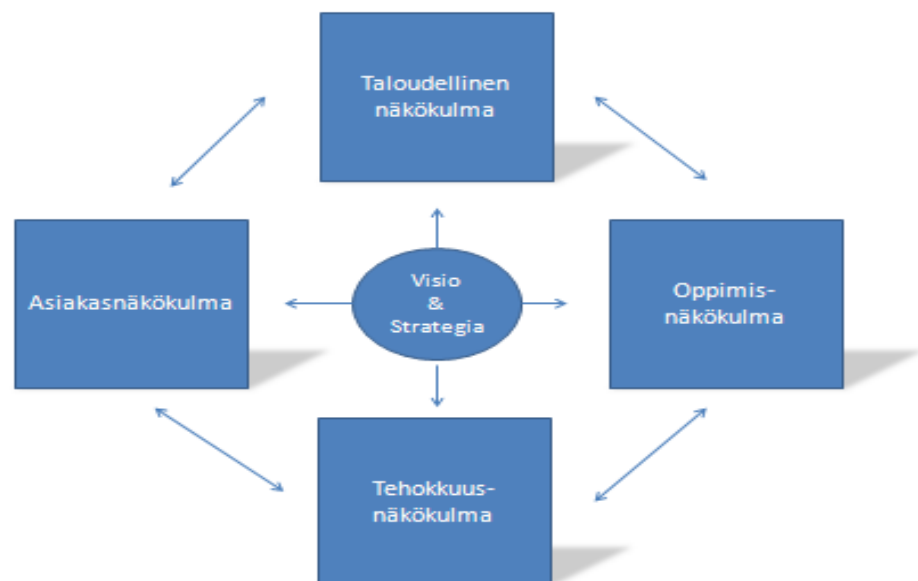 Taloudellinen
näkökulma
Asiakasnäkökulma
Visio
&
Strategia
Oppimis-
näkökulma
Tehokkuus-
näkökulma